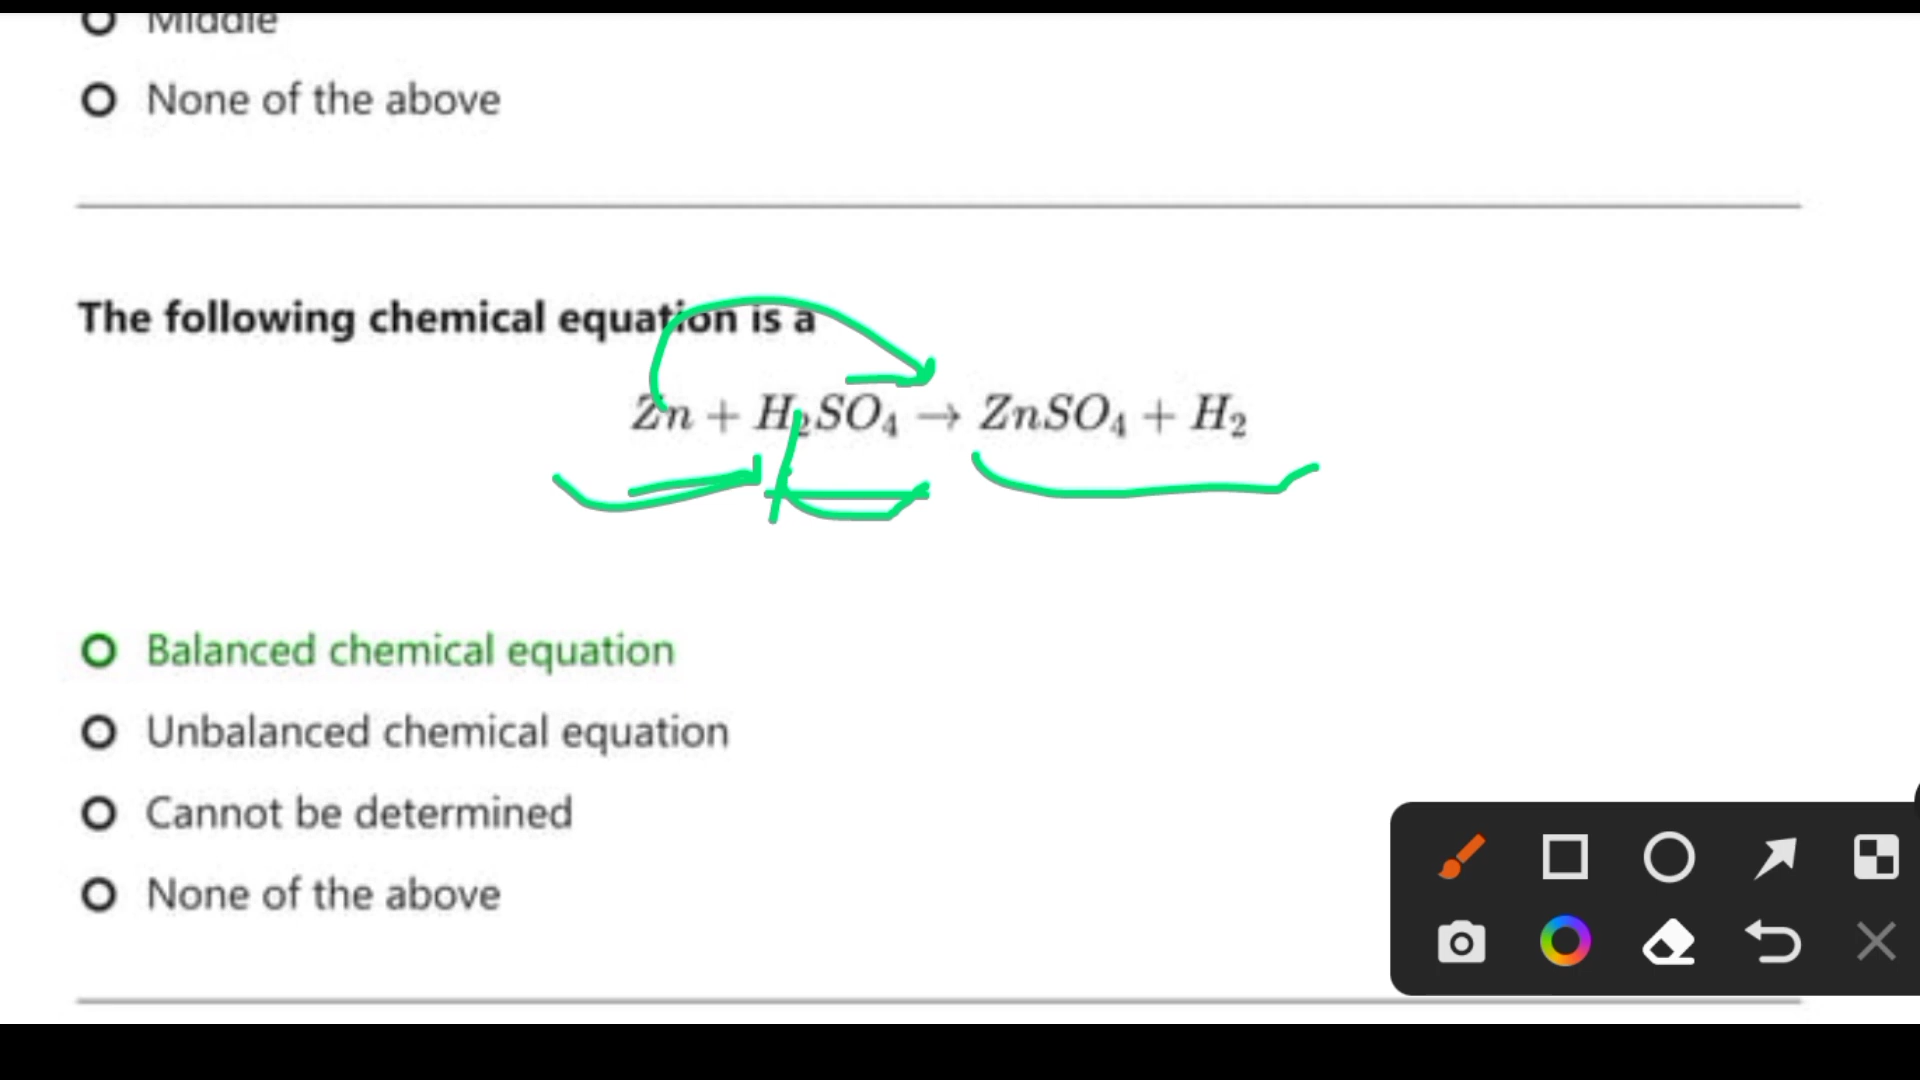 Middle
None of the above
The following chemical equation is a
Zn + H₂SO₄ → ZnSO₄ + H₂
Balanced chemical equation
Unbalanced chemical equation
Cannot be determined
None of the above